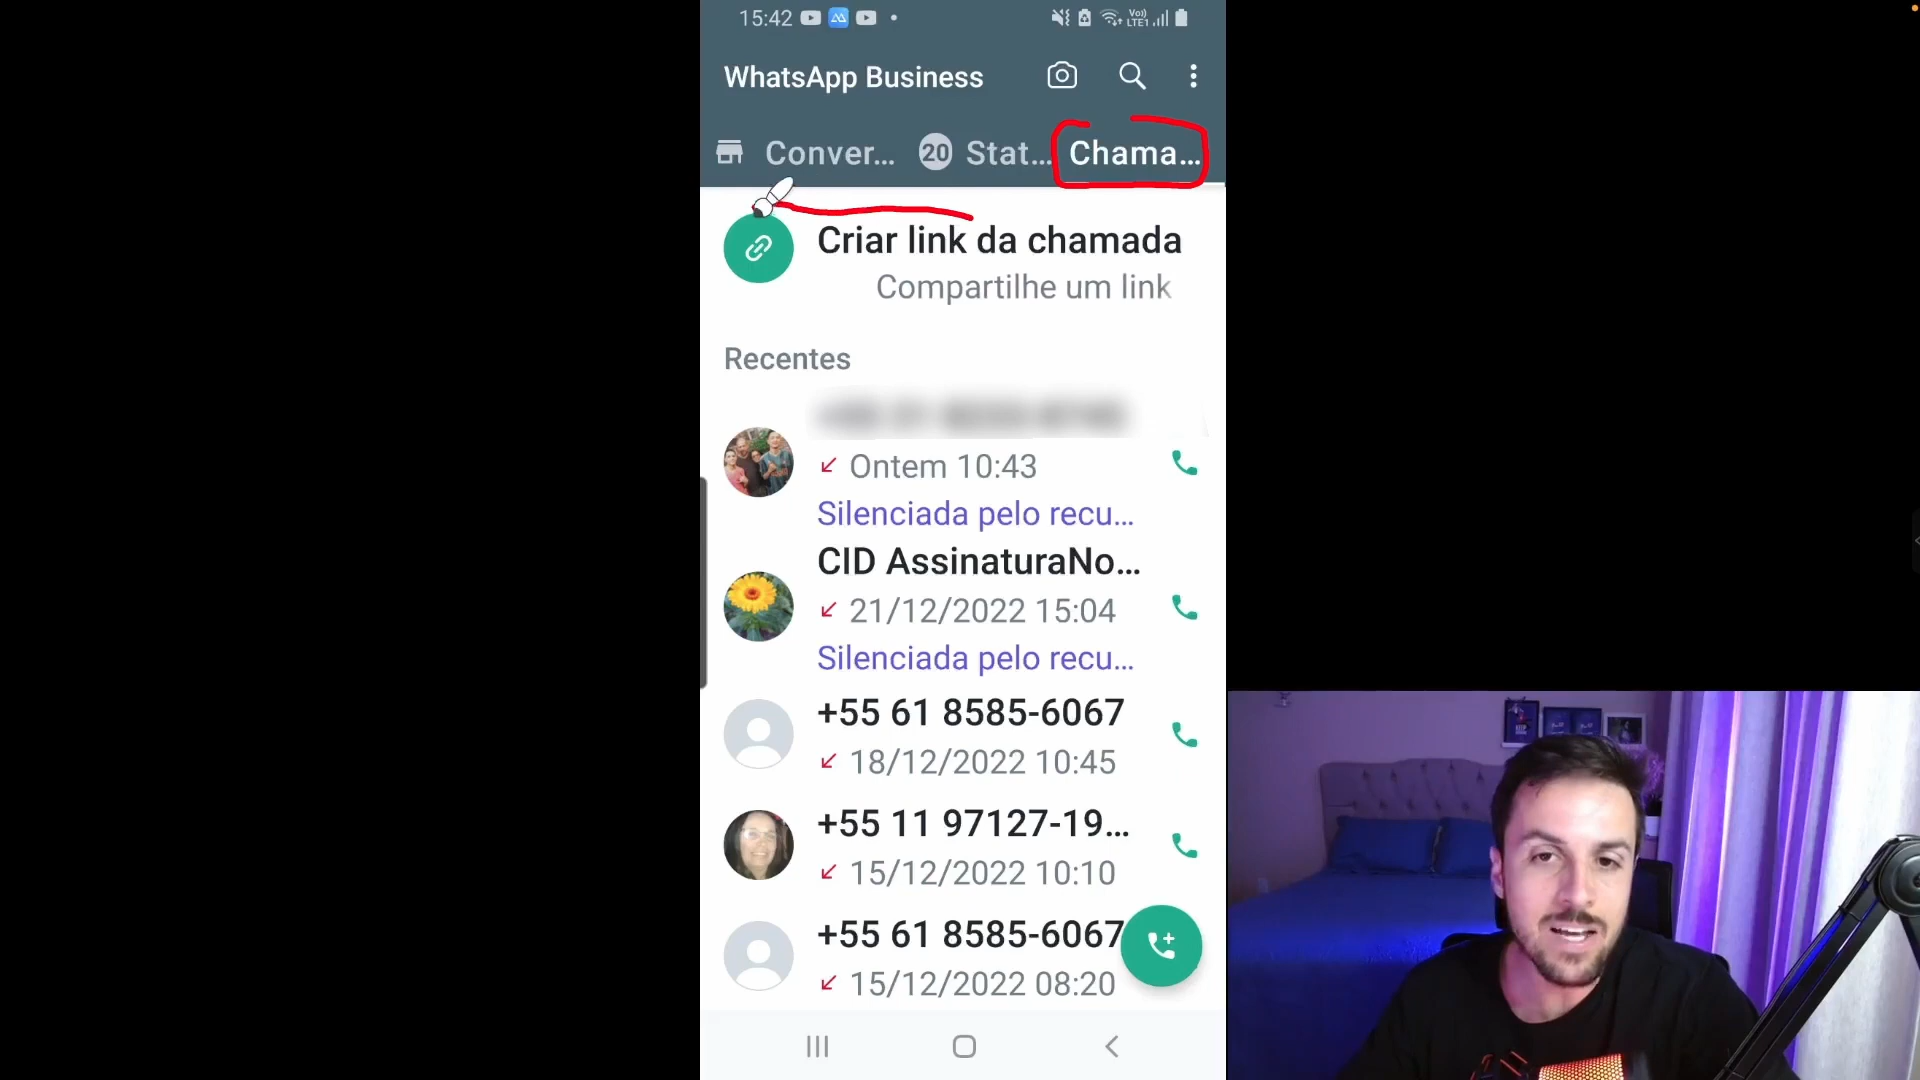 15:42
Vo)
LTE1
WhatsApp Business
Conver...
20
Stat...
Chama...
Criar link da chamada
Compartilhe um link
Recentes
Ontem 10:43
Silenciada pelo recu...
CID AssinaturaNo...
21/12/2022 15:04
Silenciada pelo recu...
+55 61 8585-6067
18/12/2022 10:45
+55 11 97127-19...
15/12/2022 10:10
+55 61 8585-6067
15/12/2022 08:20